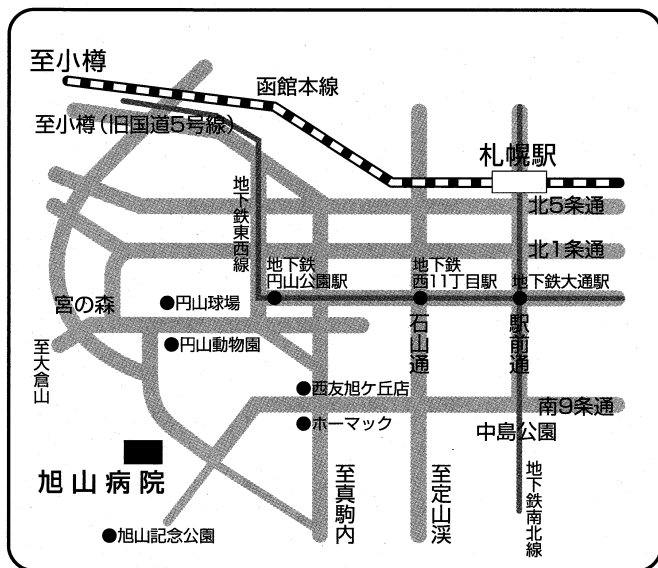 至小樽
函館本線
至小樽（旧国道5号線）
札幌駅
地下鉄東西線
北5条通
北1条通
地下鉄
円山公園駅
地下鉄
西11丁目駅
地下鉄大通駅
宮の森
●円山球場
●円山動物園
至大倉山
石山通
駅前通
●西友旭ケ丘店
●ホーマック
南9条通
中島公園
旭山病院
至真駒内
至定山渓
地下鉄南北線
●旭山記念公園